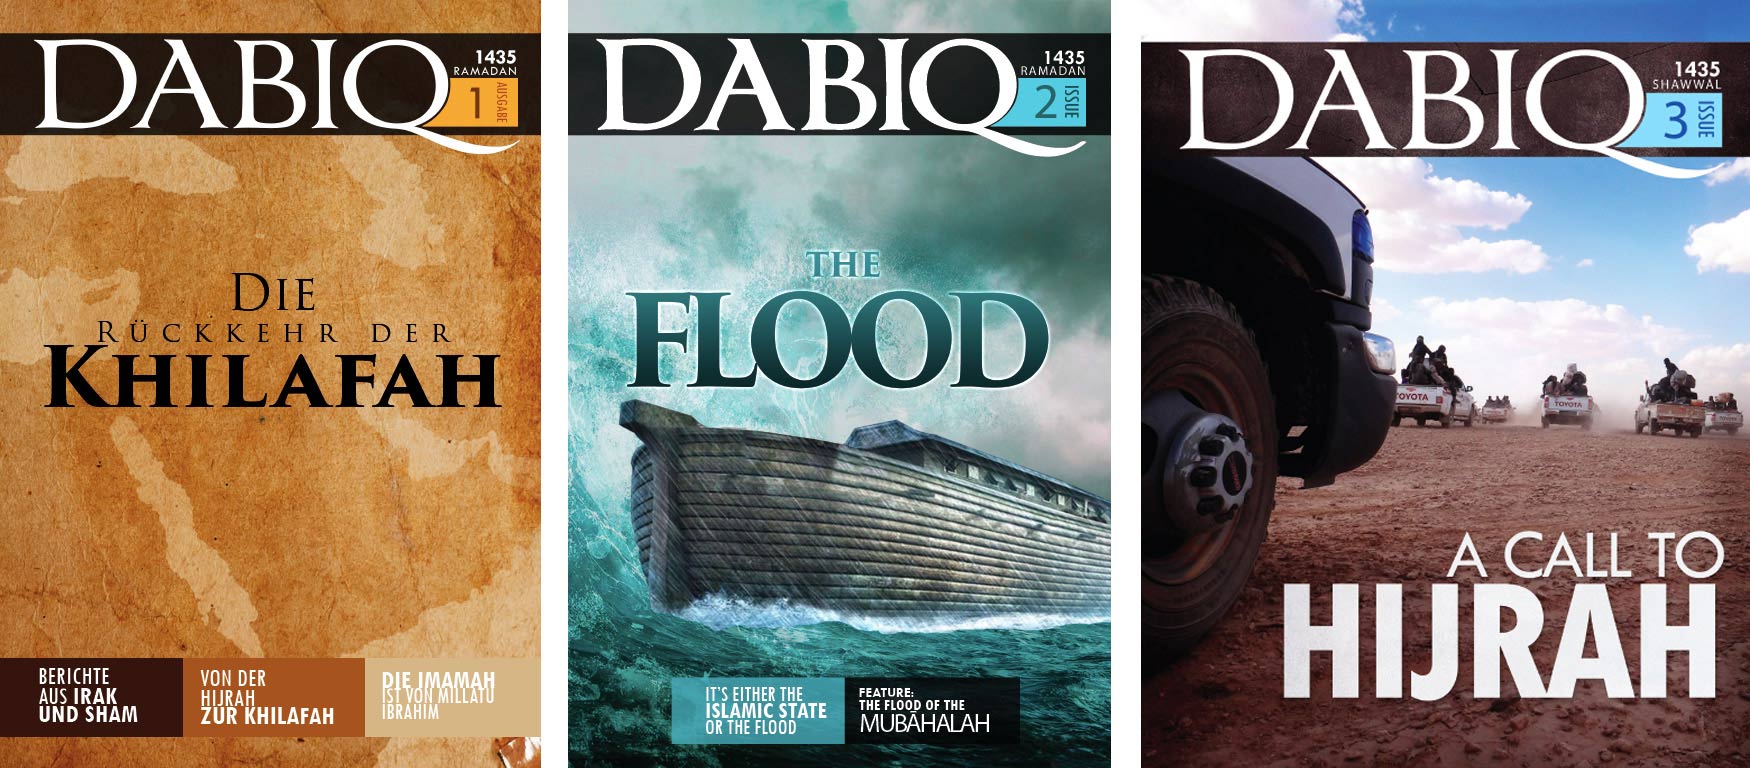 DABIQ
1435
RAMADAN
1
AUSGABE
DIE
RÜCKKEHR DER
KHILAFAH
BERICHTE
AUS IRAK
UND SHAM
VON DER
HIJRAH
ZUR KHILAFAH
DIE IMAMAH
IST VON MILLATU
IBRAHIM
DABIQ
1435
RAMADAN
2
ISSUE
THE
FLOOD
IT'S EITHER THE
ISLAMIC STATE
OR THE FLOOD
FEATURE:
THE FLOOD OF THE
MUBĀHALAH
DABIQ
1435
SHAWWAL
3
ISSUE
TOYOTA
TOYOTA
A CALL TO
HIJRAH